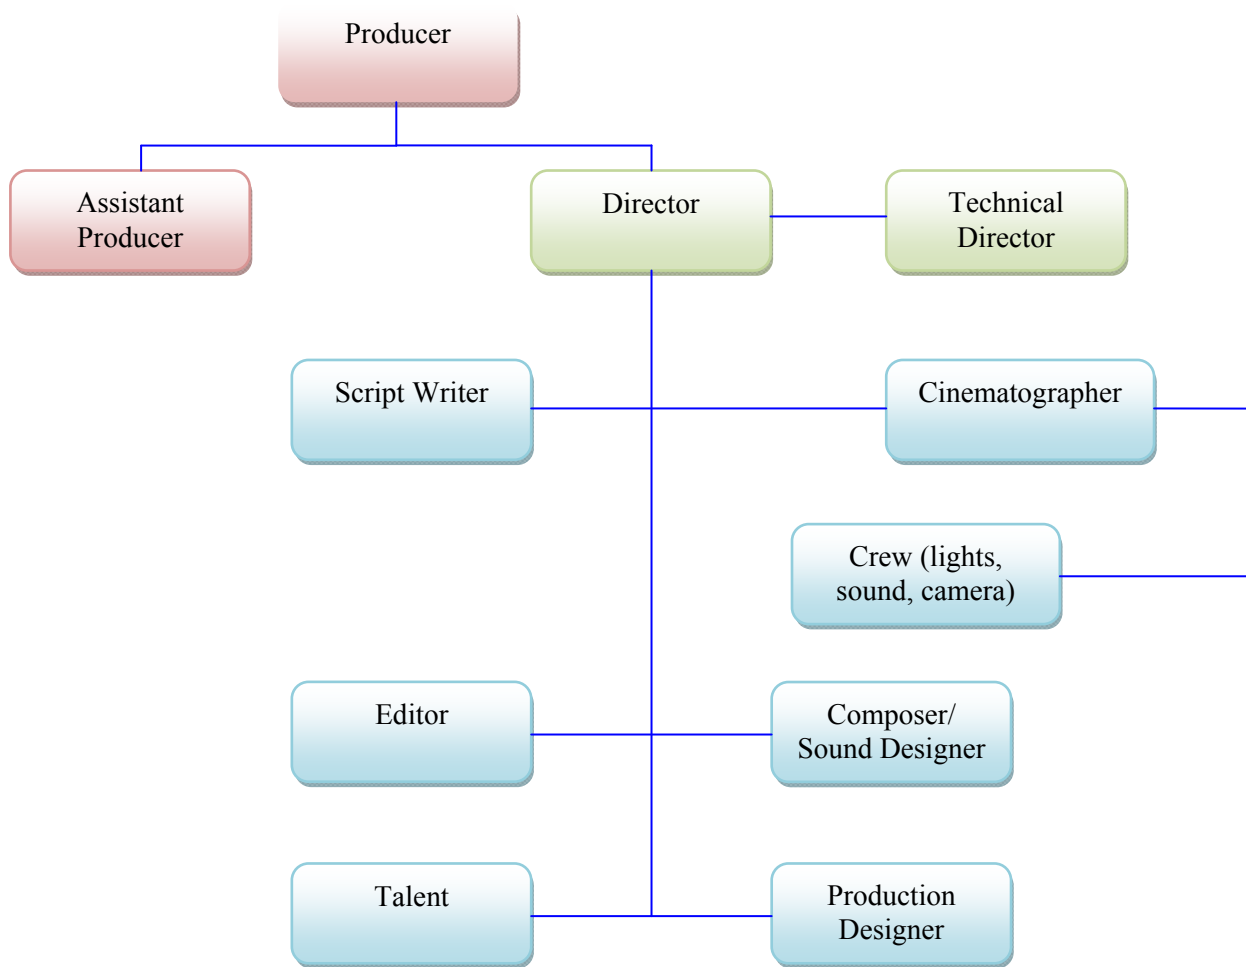 Producer
Assistant
Producer
Director
Technical
Director
Script Writer
Cinematographer
Crew (lights,
sound, camera)
Editor
Composer/
Sound Designer
Talent
Production
Designer